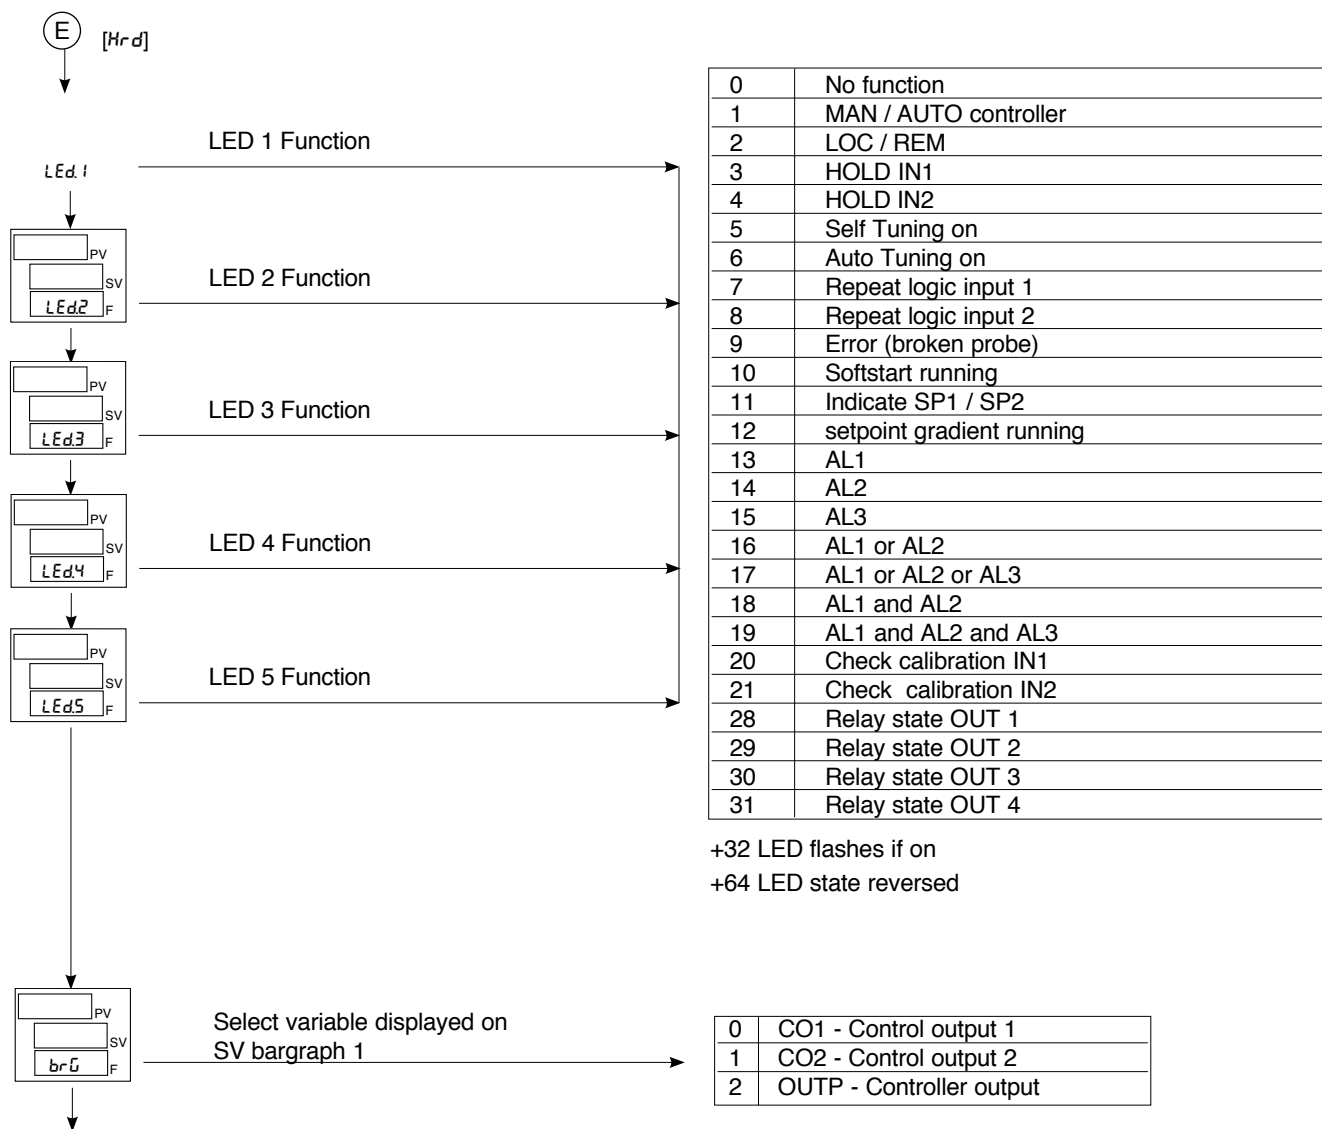 E [Hrd]
LEd.1 LED 1 Function
PV
SV
LEd.2 F LED 2 Function
PV
SV
LEd.3 F LED 3 Function
PV
SV
LEd.4 F LED 4 Function
PV
SV
LEd.5 F LED 5 Function
0 No function
1 MAN / AUTO controller
2 LOC / REM
3 HOLD IN1
4 HOLD IN2
5 Self Tuning on
6 Auto Tuning on
7 Repeat logic input 1
8 Repeat logic input 2
9 Error (broken probe)
10 Softstart running
11 Indicate SP1 / SP2
12 setpoint gradient running
13 AL1
14 AL2
15 AL3
16 AL1 or AL2
17 AL1 or AL2 or AL3
18 AL1 and AL2
19 AL1 and AL2 and AL3
20 Check calibration IN1
21 Check  calibration IN2
28 Relay state OUT 1
29 Relay state OUT 2
30 Relay state OUT 3
31 Relay state OUT 4
+32 LED flashes if on
+64 LED state reversed
PV
SV
brG F
Select variable displayed on
SV bargraph 1
0 CO1 - Control output 1
1 CO2 - Control output 2
2 OUTP - Controller output